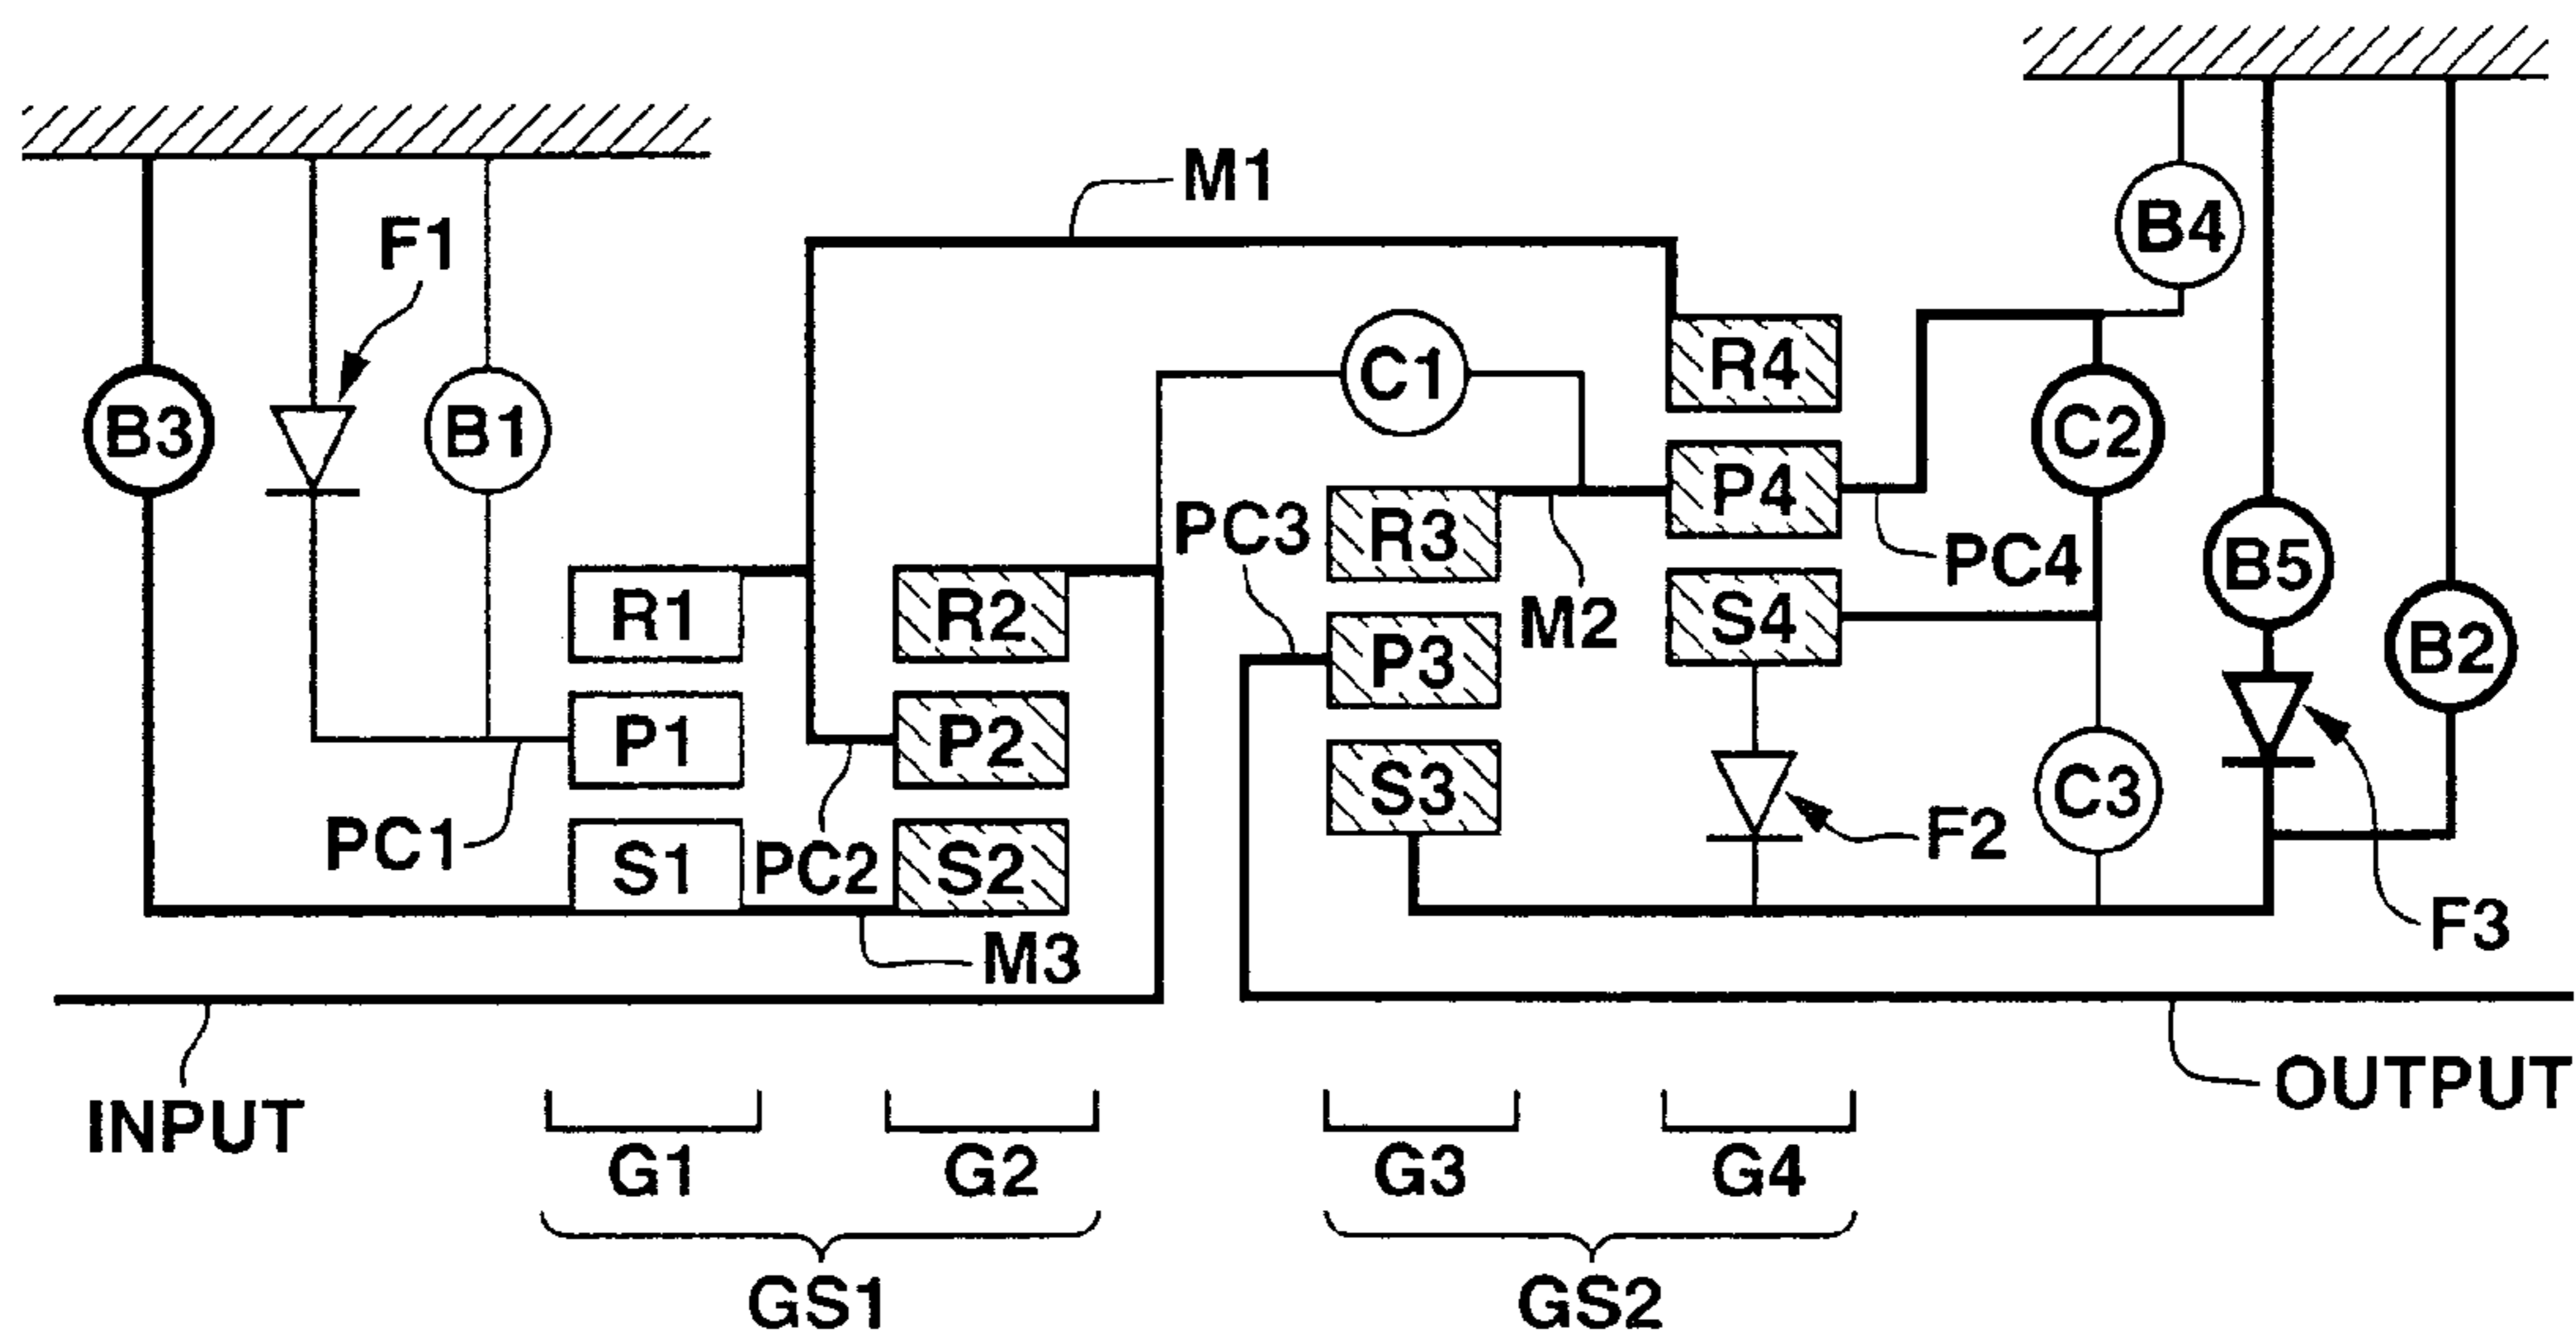 M1
B4
F1
R4
C1
B3
B1
C2
P4
PC3
R3
PC4
B5
R1
R2
M2
S4
B2
P3
P1
P2
S3
C3
PC1
F2
S1
PC2
S2
F3
M3
INPUT
OUTPUT
G1
G2
G3
G4
GS1
GS2